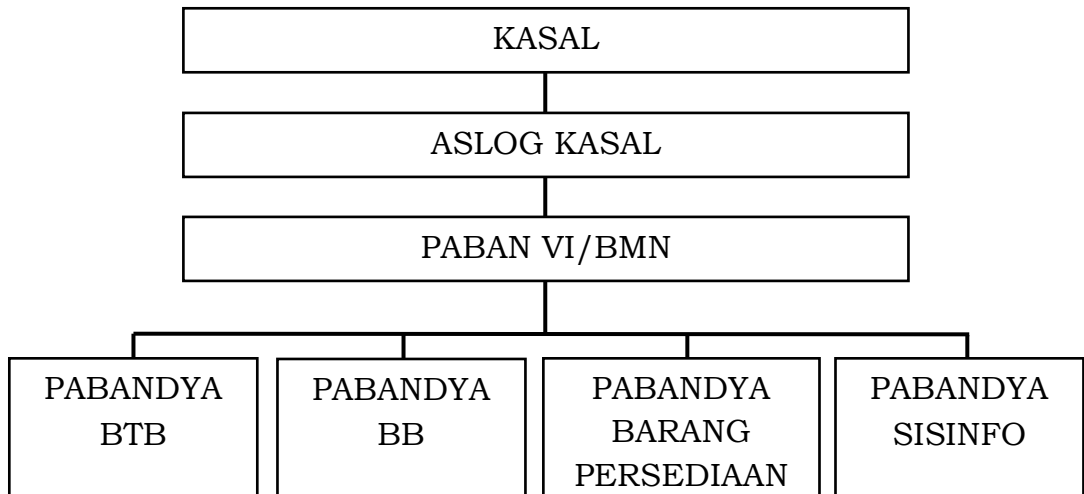 KASAL
ASLOG KASAL
PABAN VI/BMN
PABANDYA
BTB
PABANDYA
BB
PABANDYA
BARANG
PERSEDIAAN
PABANDYA
SISINFO